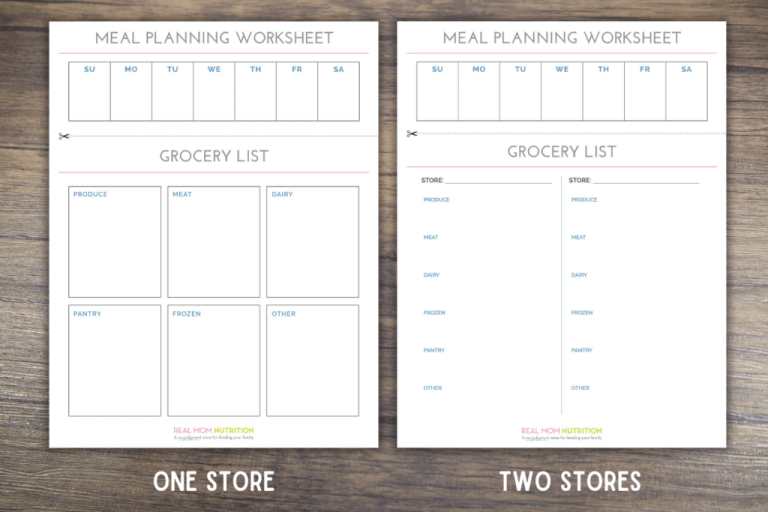 MEAL PLANNING WORKSHEET
SU MO TU WE TH FR SA
GROCERY LIST
PRODUCE MEAT DAIRY
PANTRY FROZEN OTHER
REAL MOM NUTRITION
A no-judgment zone for feeding your family.
ONE STORE
MEAL PLANNING WORKSHEET
SU MO TU WE TH FR SA
GROCERY LIST
STORE: STORE:
PRODUCE PRODUCE
MEAT MEAT
DAIRY DAIRY
FROZEN FROZEN
PANTRY PANTRY
OTHER OTHER
REAL MOM NUTRITION
A no-judgment zone for feeding your family.
TWO STORES